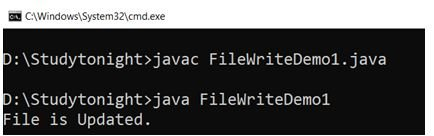 C:\Windows\System32\cmd.exe
D:\Studytonight>javac FileWriteDemo1.java
D:\Studytonight>java FileWriteDemo1
File is Updated.